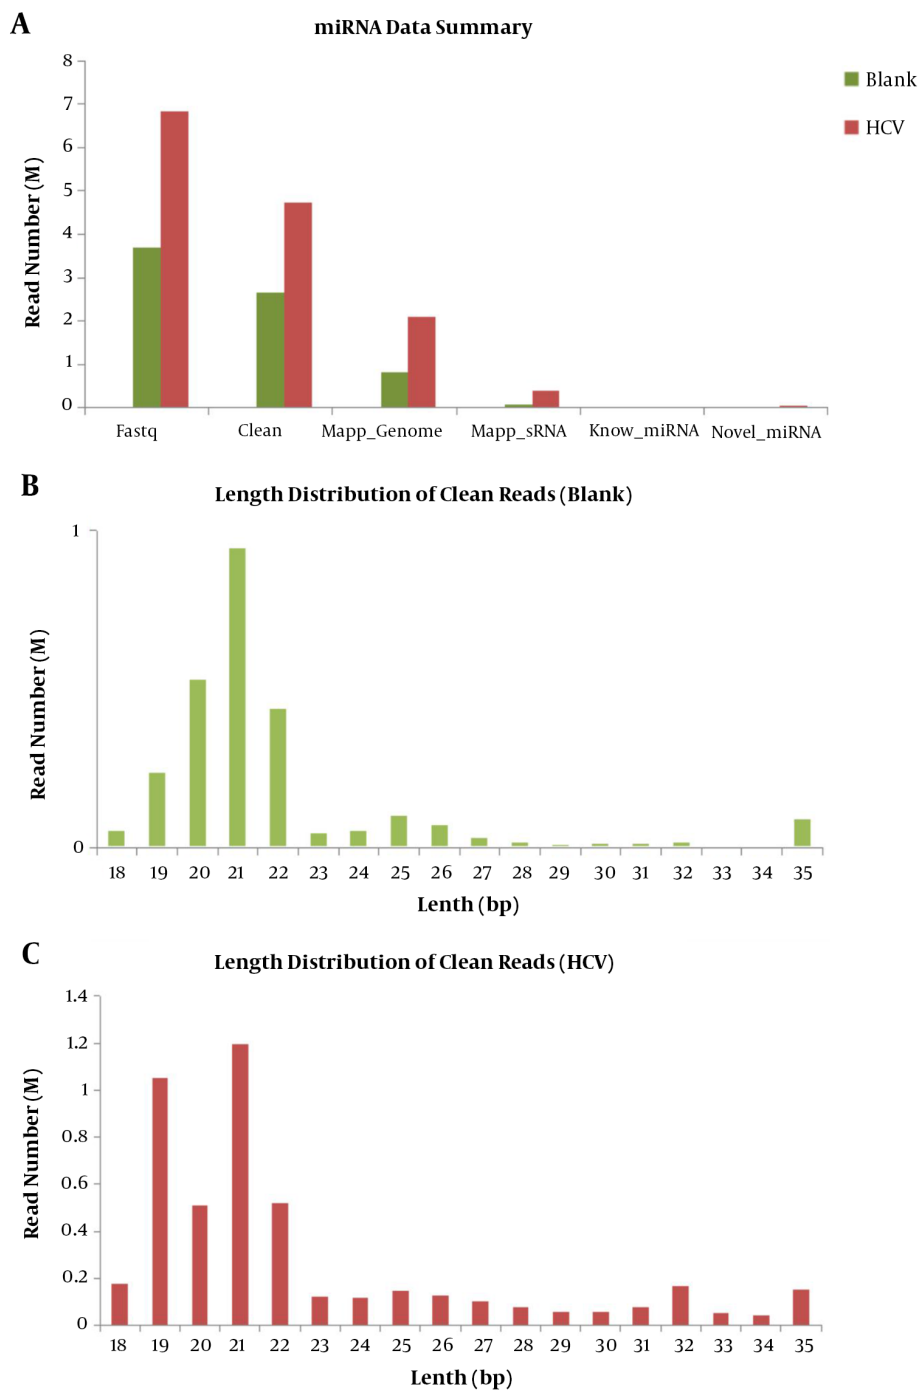 A
miRNA Data Summary
Read Number (M)
8
7
6
5
4
3
2
1
0
Fastq Clean Mapp_Genome Mapp_sRNA Know_miRNA Novel_miRNA
Blank
HCV
B
Length Distribution of Clean Reads (Blank)
Read Number (M)
1
0
18 19 20 21 22 23 24 25 26 27 28 29 30 31 32 33 34 35
Lenth (bp)
C
Length Distribution of Clean Reads (HCV)
Read Number (M)
1.4
1.2
1
0.8
0.6
0.4
0.2
0
18 19 20 21 22 23 24 25 26 27 28 29 30 31 32 33 34 35
Lenth (bp)